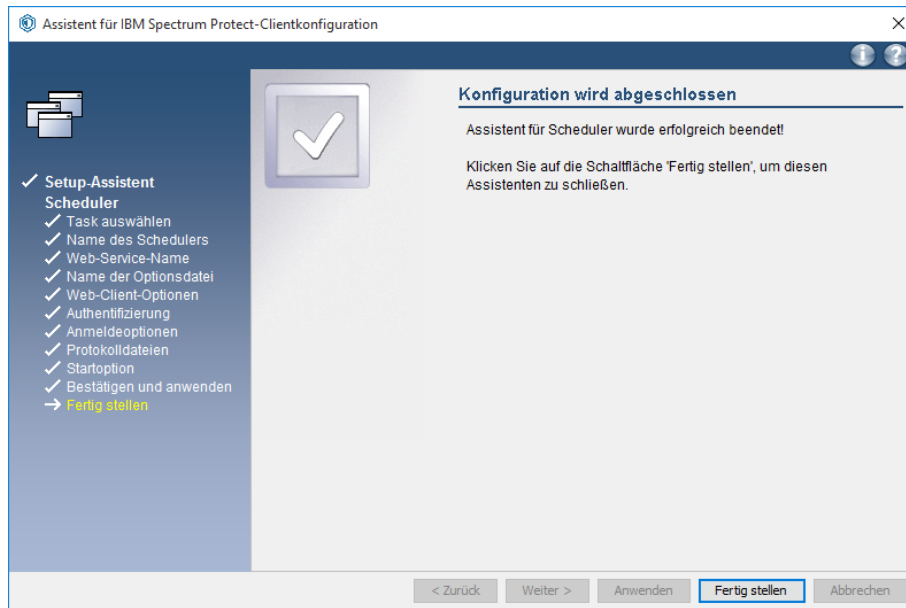 Assistent für IBM Spectrum Protect-Clientkonfiguration
Setup-Assistent
Scheduler
Task auswählen
Name des Schedulers
Web-Service-Name
Name der Optionsdatei
Web-Client-Optionen
Authentifizierung
Anmeldeoptionen
Protokolldateien
Startoption
Bestätigen und anwenden
Fertig stellen
Konfiguration wird abgeschlossen
Assistent für Scheduler wurde erfolgreich beendet!
Klicken Sie auf die Schaltfläche 'Fertig stellen', um diesen
Assistenten zu schließen.
< Zurück Weiter > Anwenden Fertig stellen Abbrechen